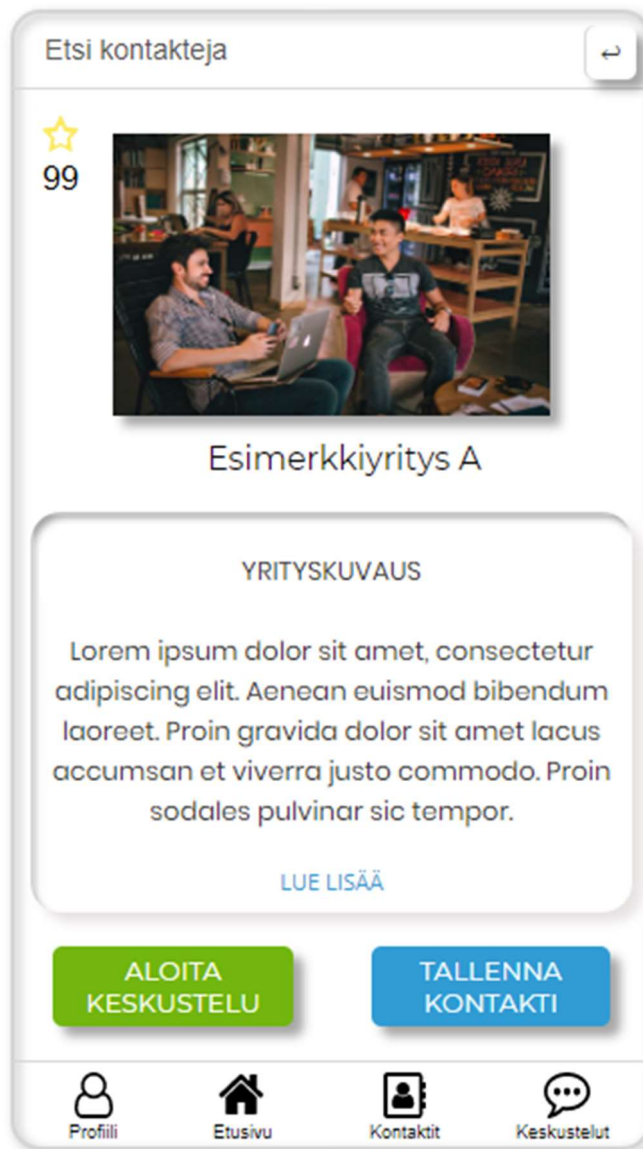 Etsi kontakteja
99
Esimerkkiyritys A
YRITYSKUVAUS
Lorem ipsum dolor sit amet, consectetur
adipiscing elit. Aenean euismod bibendum
laoreet. Proin gravida dolor sit amet lacus
accumsan et viverra justo commodo. Proin
sodales pulvinar sic tempor.
LUE LISÄÄ
ALOITA
KESKUSTELU
TALLENNA
KONTAKTI
Profiili
Etusivu
Kontaktit
Keskustelut